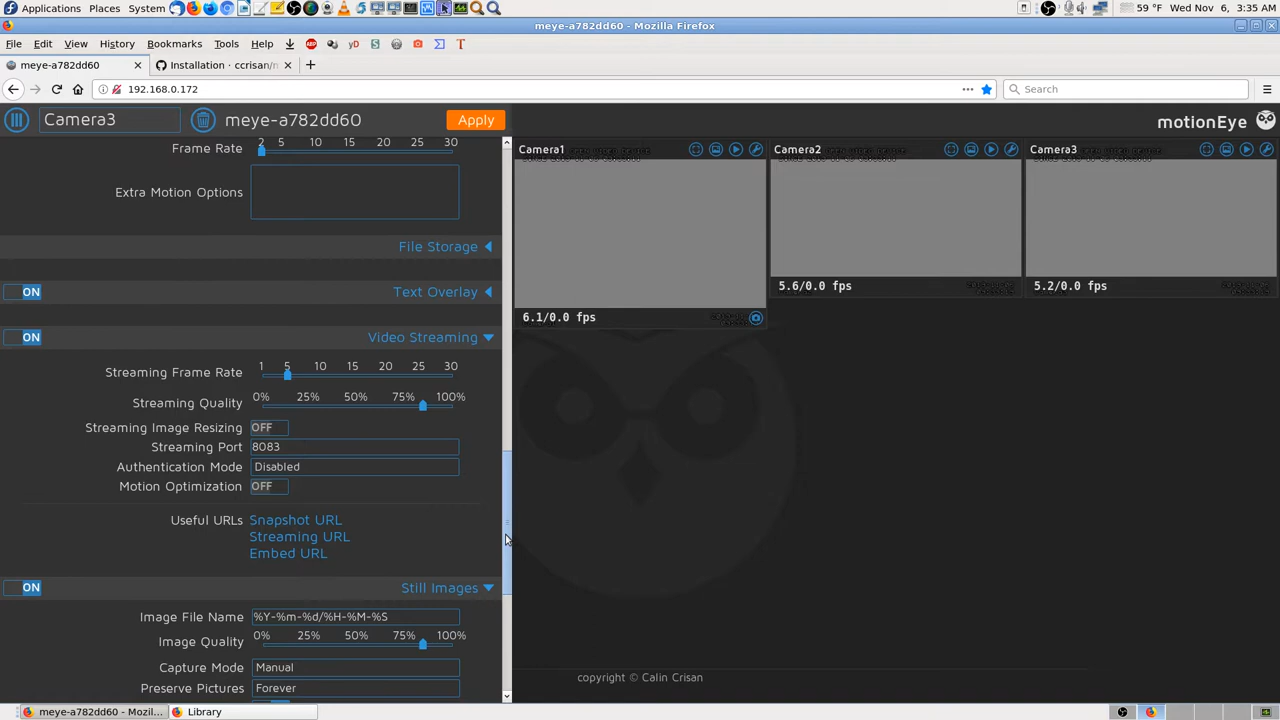 Applications Places System 59 °F Wed Nov 6, 3:35 AM
meye-a782dd60 - Mozilla Firefox
File Edit View History Bookmarks Tools Help
meye-a782dd60 Installation · ccrisan/
192.168.0.172 Search
Camera3 meye-a782dd60 Apply motionEye
Frame Rate 2 5 10 15 20 25 30
Extra Motion Options
File Storage
ON Text Overlay
ON Video Streaming
Streaming Frame Rate 1 5 10 15 20 25 30
Streaming Quality 0% 25% 50% 75% 100%
Streaming Image Resizing OFF
Streaming Port 8083
Authentication Mode Disabled
Motion Optimization OFF
Useful URLs Snapshot URL
Streaming URL
Embed URL
ON Still Images
Image File Name %Y-%m-%d/%H-%M-%S
Image Quality 0% 25% 50% 75% 100%
Capture Mode Manual
Preserve Pictures Forever
Camera1 Camera2 Camera3
6.1/0.0 fps 5.6/0.0 fps 5.2/0.0 fps
copyright © Calin Crisan
meye-a782dd60 - Mozil... Library